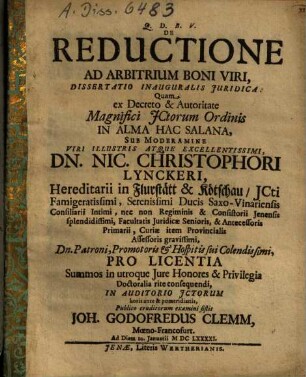 A. Diss. 6483
Q. D. B. V.
DE
REDUCTIONE
AD ARBITRIUM BONI VIRI,
DISSERTATIO INAUGURALIS JURIDICA:
Quam
ex Decreto & Autoritate
Magnifici JCtorum Ordinis
IN ALMA HAC SALANA,
SUB MODERAMINE
VIRI ILLUSTRIS ATQUE EXCELLENTISSIMI,
DN. NIC. CHRISTOPHORI
LYNCKERI,
Hereditarii in Flurstätt & Kötschau / JCti
Famigeratissimi, Serenissimi Ducis Saxo-Vinariensis
Consiliarii Intimi, nec non Regiminis & Consistorii Jenensis
splendidissimi, Facultatis Juridicæ Senioris, & Antecessoris
Primarii, Curiæ item Provincialis
Assessoris gravissimi,
Dn. Patroni, Promotoris & Hospitis sui Colendissimi,
PRO LICENTIA
Summos in utroque Jure Honores & Privilegia
Doctoralia rite consequendi,
IN AUDITORIO JCTORUM
horis ante & pomeridianis,
Publico eruditorum examini sistit
JOH. GODOFREDUS CLEMM,
Mœno-Francofurt.
Ad Diem Januarii M DC LXXXXI.
JENÆ, Literis WERTHERIANIS.